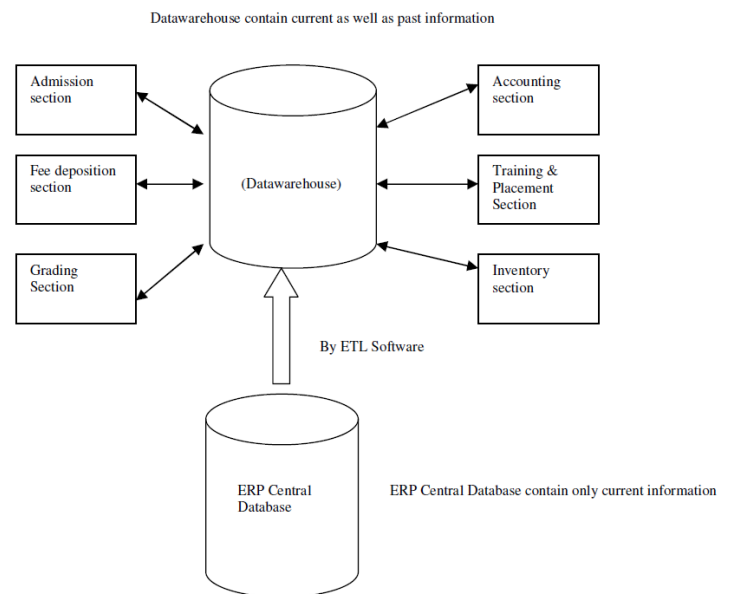 Datawarehouse contain current as well as past information
Admission
section
Accounting
section
Fee deposition
section
(Datawarehouse)
Training &
Placement
Section
Grading
Section
Inventory
section
By ETL Software
ERP Central
Database
ERP Central Database contain only current information